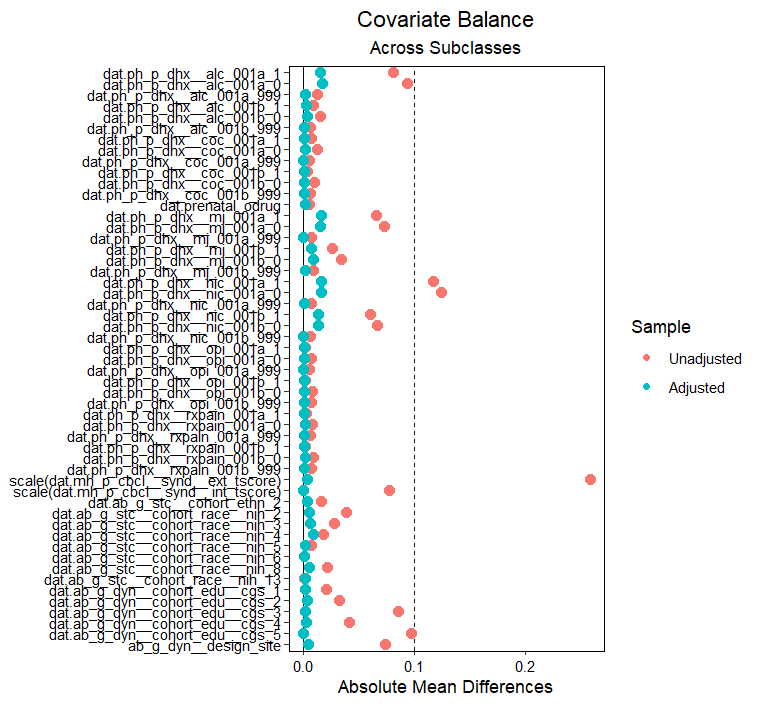 Covariate Balance
Across Subclasses
dat.ph_p_dhx__alc_001a_1
dat.ph_p_dhx__alc_001a_0
dat.ph_p_dhx__alc_001a_999
dat.ph_p_dhx__alc_001b_1
dat.ph_p_dhx__alc_001b_0
dat.ph_p_dhx__alc_001b_999
dat.ph_p_dhx__coc_001a_1
dat.ph_p_dhx__coc_001a_0
dat.ph_p_dhx__coc_001a_999
dat.ph_p_dhx__coc_001b_1
dat.ph_p_dhx__coc_001b_0
dat.ph_p_dhx__coc_001b_999
dat.prenatal_odrug
dat.ph_p_dhx__mj_001a_1
dat.ph_p_dhx__mj_001a_0
dat.ph_p_dhx__mj_001a_999
dat.ph_p_dhx__mj_001b_1
dat.ph_p_dhx__mj_001b_0
dat.ph_p_dhx__mj_001b_999
dat.ph_p_dhx__nic_001a_1
dat.ph_p_dhx__nic_001a_0
dat.ph_p_dhx__nic_001a_999
dat.ph_p_dhx__nic_001b_1
dat.ph_p_dhx__nic_001b_0
dat.ph_p_dhx__nic_001b_999
dat.ph_p_dhx__opi_001a_1
dat.ph_p_dhx__opi_001a_0
dat.ph_p_dhx__opi_001a_999
dat.ph_p_dhx__opi_001b_1
dat.ph_p_dhx__opi_001b_0
dat.ph_p_dhx__opi_001b_999
dat.ph_p_dhx__rxpain_001a_1
dat.ph_p_dhx__rxpain_001a_0
dat.ph_p_dhx__rxpain_001a_999
dat.ph_p_dhx__rxpain_001b_1
dat.ph_p_dhx__rxpain_001b_0
dat.ph_p_dhx__rxpain_001b_999
scale(dat.mh_p_cbcl__synd__ext_tscore)
scale(dat.mh_p_cbcl__synd__int_tscore)
dat.ab_g_stc__cohort_ethn_2
dat.ab_g_stc__cohort_race__nih_2
dat.ab_g_stc__cohort_race__nih_3
dat.ab_g_stc__cohort_race__nih_4
dat.ab_g_stc__cohort_race__nih_5
dat.ab_g_stc__cohort_race__nih_6
dat.ab_g_stc__cohort_race__nih_8
dat.ab_g_stc__cohort_race__nih_13
dat.ab_g_dyn__cohort_edu__cgs_1
dat.ab_g_dyn__cohort_edu__cgs_2
dat.ab_g_dyn__cohort_edu__cgs_3
dat.ab_g_dyn__cohort_edu__cgs_4
dat.ab_g_dyn__cohort_edu__cgs_5
ab_g_dyn__design_site
0.0 0.1 0.2
Absolute Mean Differences
Sample
Unadjusted
Adjusted